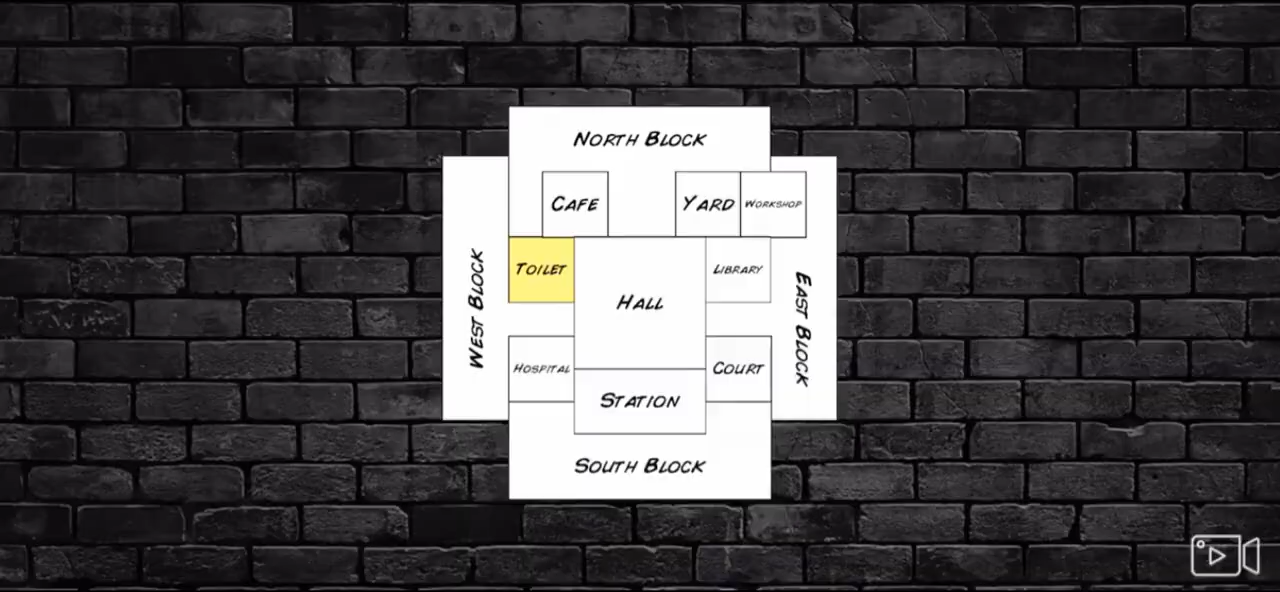 NORTH BLOCK
CAFE
YARD
WORKSHOP
TOILET
LIBRARY
HALL
WEST BLOCK
EAST BLOCK
HOSPITAL
COURT
STATION
SOUTH BLOCK